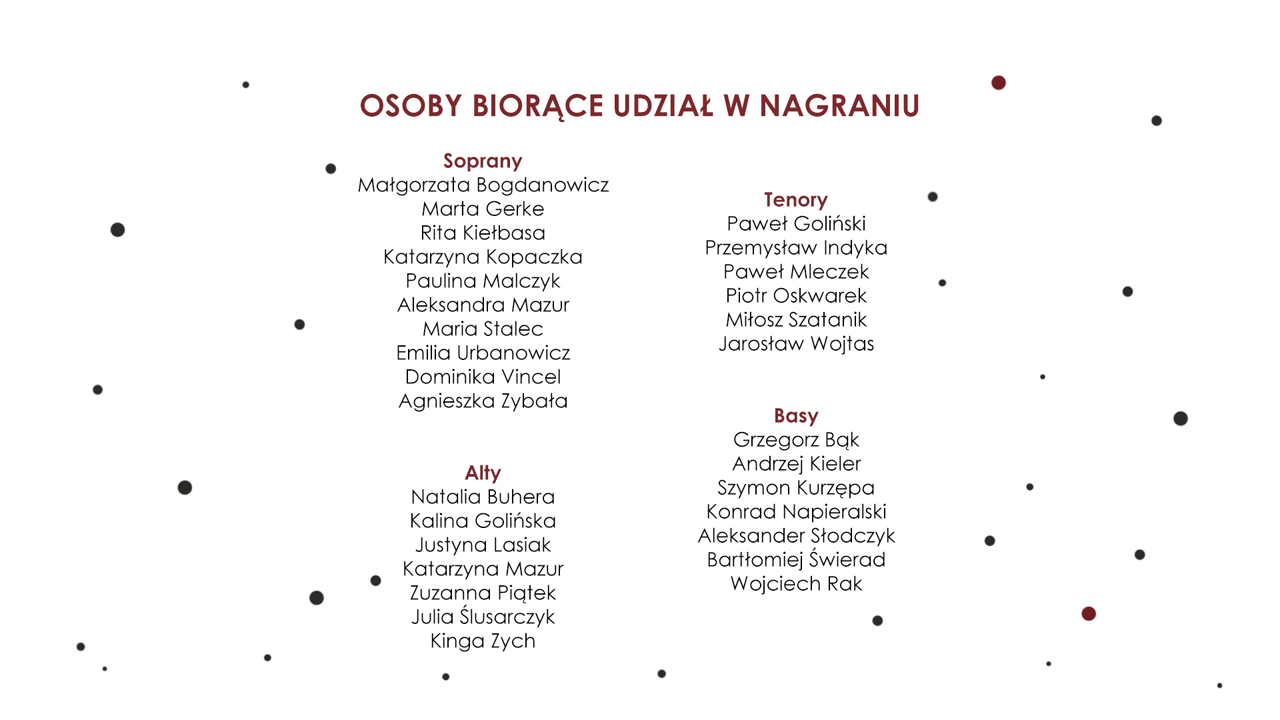 OSOBY BIORĄCE UDZIAŁ W NAGRANIU
Soprany
Małgorzata Bogdanowicz
Marta Gerke
Rita Kiełbasa
Katarzyna Kopaczka
Paulina Malczyk
Aleksandra Mazur
Maria Stalec
Emilia Urbanowicz
Dominika Vincel
Agnieszka Zybała
Alty
Natalia Buhera
Kalina Golińska
Justyna Lasiak
Katarzyna Mazur
Zuzanna Piątek
Julia Ślusarczyk
Kinga Zych
Tenory
Paweł Goliński
Przemysław Indyka
Paweł Mleczek
Piotr Oskwarek
Miłosz Szatanik
Jarosław Wojtas
Basy
Grzegorz Bąk
Andrzej Kieler
Szymon Kurzępa
Konrad Napieralski
Aleksander Słodczyk
Bartłomiej Świerad
Wojciech Rak